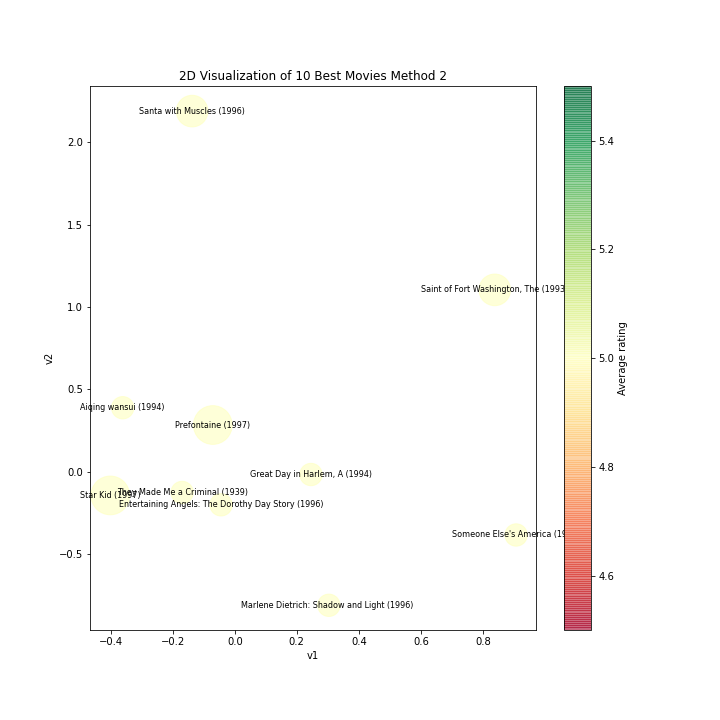 2D Visualization of 10 Best Movies Method 2
Santa with Muscles (1996)
Saint of Fort Washington, The (1993
Aiqing wansui (1994)
Prefontaine (1997)
Great Day in Harlem, A (1994)
They Made Me a Criminal (1939)
Star Kid (1997)
Entertaining Angels: The Dorothy Day Story (1996)
Someone Else's America (19
Marlene Dietrich: Shadow and Light (1996)
v2
2.0
1.5
1.0
0.5
0.0
−0.5
−0.4 −0.2 0.0 0.2 0.4 0.6 0.8
v1
5.4
5.2
5.0
4.8
4.6
Average rating